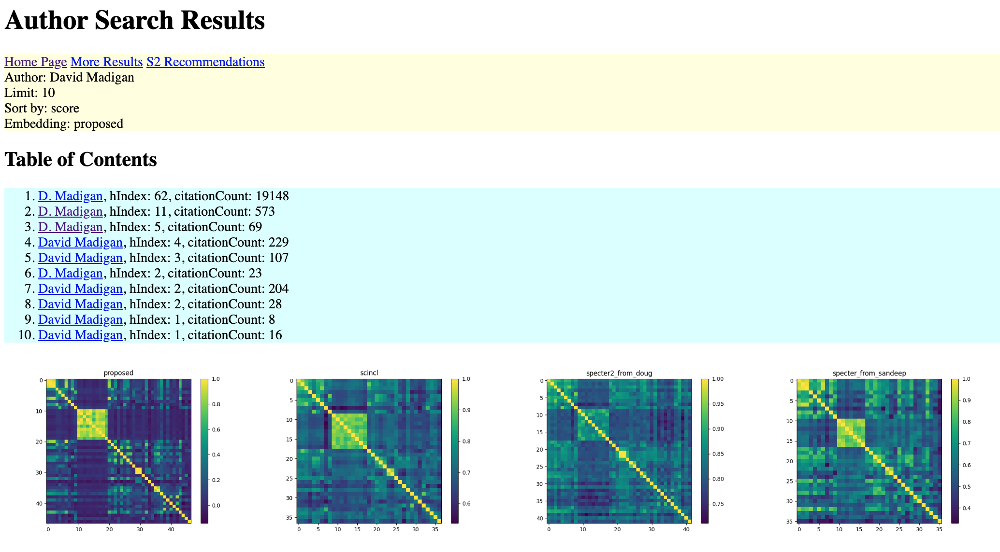 Author Search Results
Home Page More Results S2 Recommendations
Author: David Madigan
Limit: 10
Sort by: score
Embedding: proposed
Table of Contents
1. D. Madigan, hIndex: 62, citationCount: 19148
2. D. Madigan, hIndex: 11, citationCount: 573
3. D. Madigan, hIndex: 5, citationCount: 69
4. David Madigan, hIndex: 4, citationCount: 229
5. David Madigan, hIndex: 3, citationCount: 107
6. D. Madigan, hIndex: 2, citationCount: 23
7. David Madigan, hIndex: 2, citationCount: 204
8. David Madigan, hIndex: 2, citationCount: 28
9. David Madigan, hIndex: 1, citationCount: 8
10. David Madigan, hIndex: 1, citationCount: 16
proposed
0
10
20
30
40
0 10 20 30 40
1.0
0.8
0.6
0.4
0.2
0.0
scincl
0
5
10
15
20
25
30
35
0 5 10 15 20 25 30 35
1.0
0.9
0.8
0.7
0.6
specter2_from_doug
0
5
10
15
20
25
30
35
40
0 10 20 30 40
1.00
0.95
0.90
0.85
0.80
0.75
specter_from_sandeep
0
5
10
15
20
25
30
35
0 5 10 15 20 25 30 35
1.0
0.9
0.8
0.7
0.6
0.5
0.4